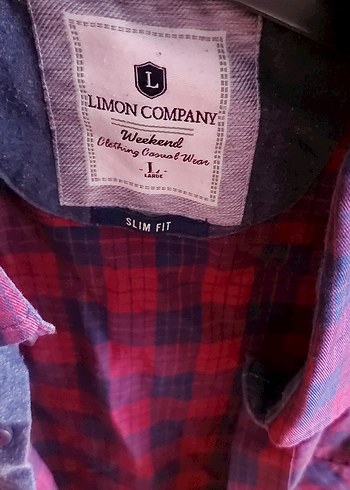 L
LIMON COMPANY
Weekend
Clothing Casual Wear
- L -
LARGE
SLIM FIT